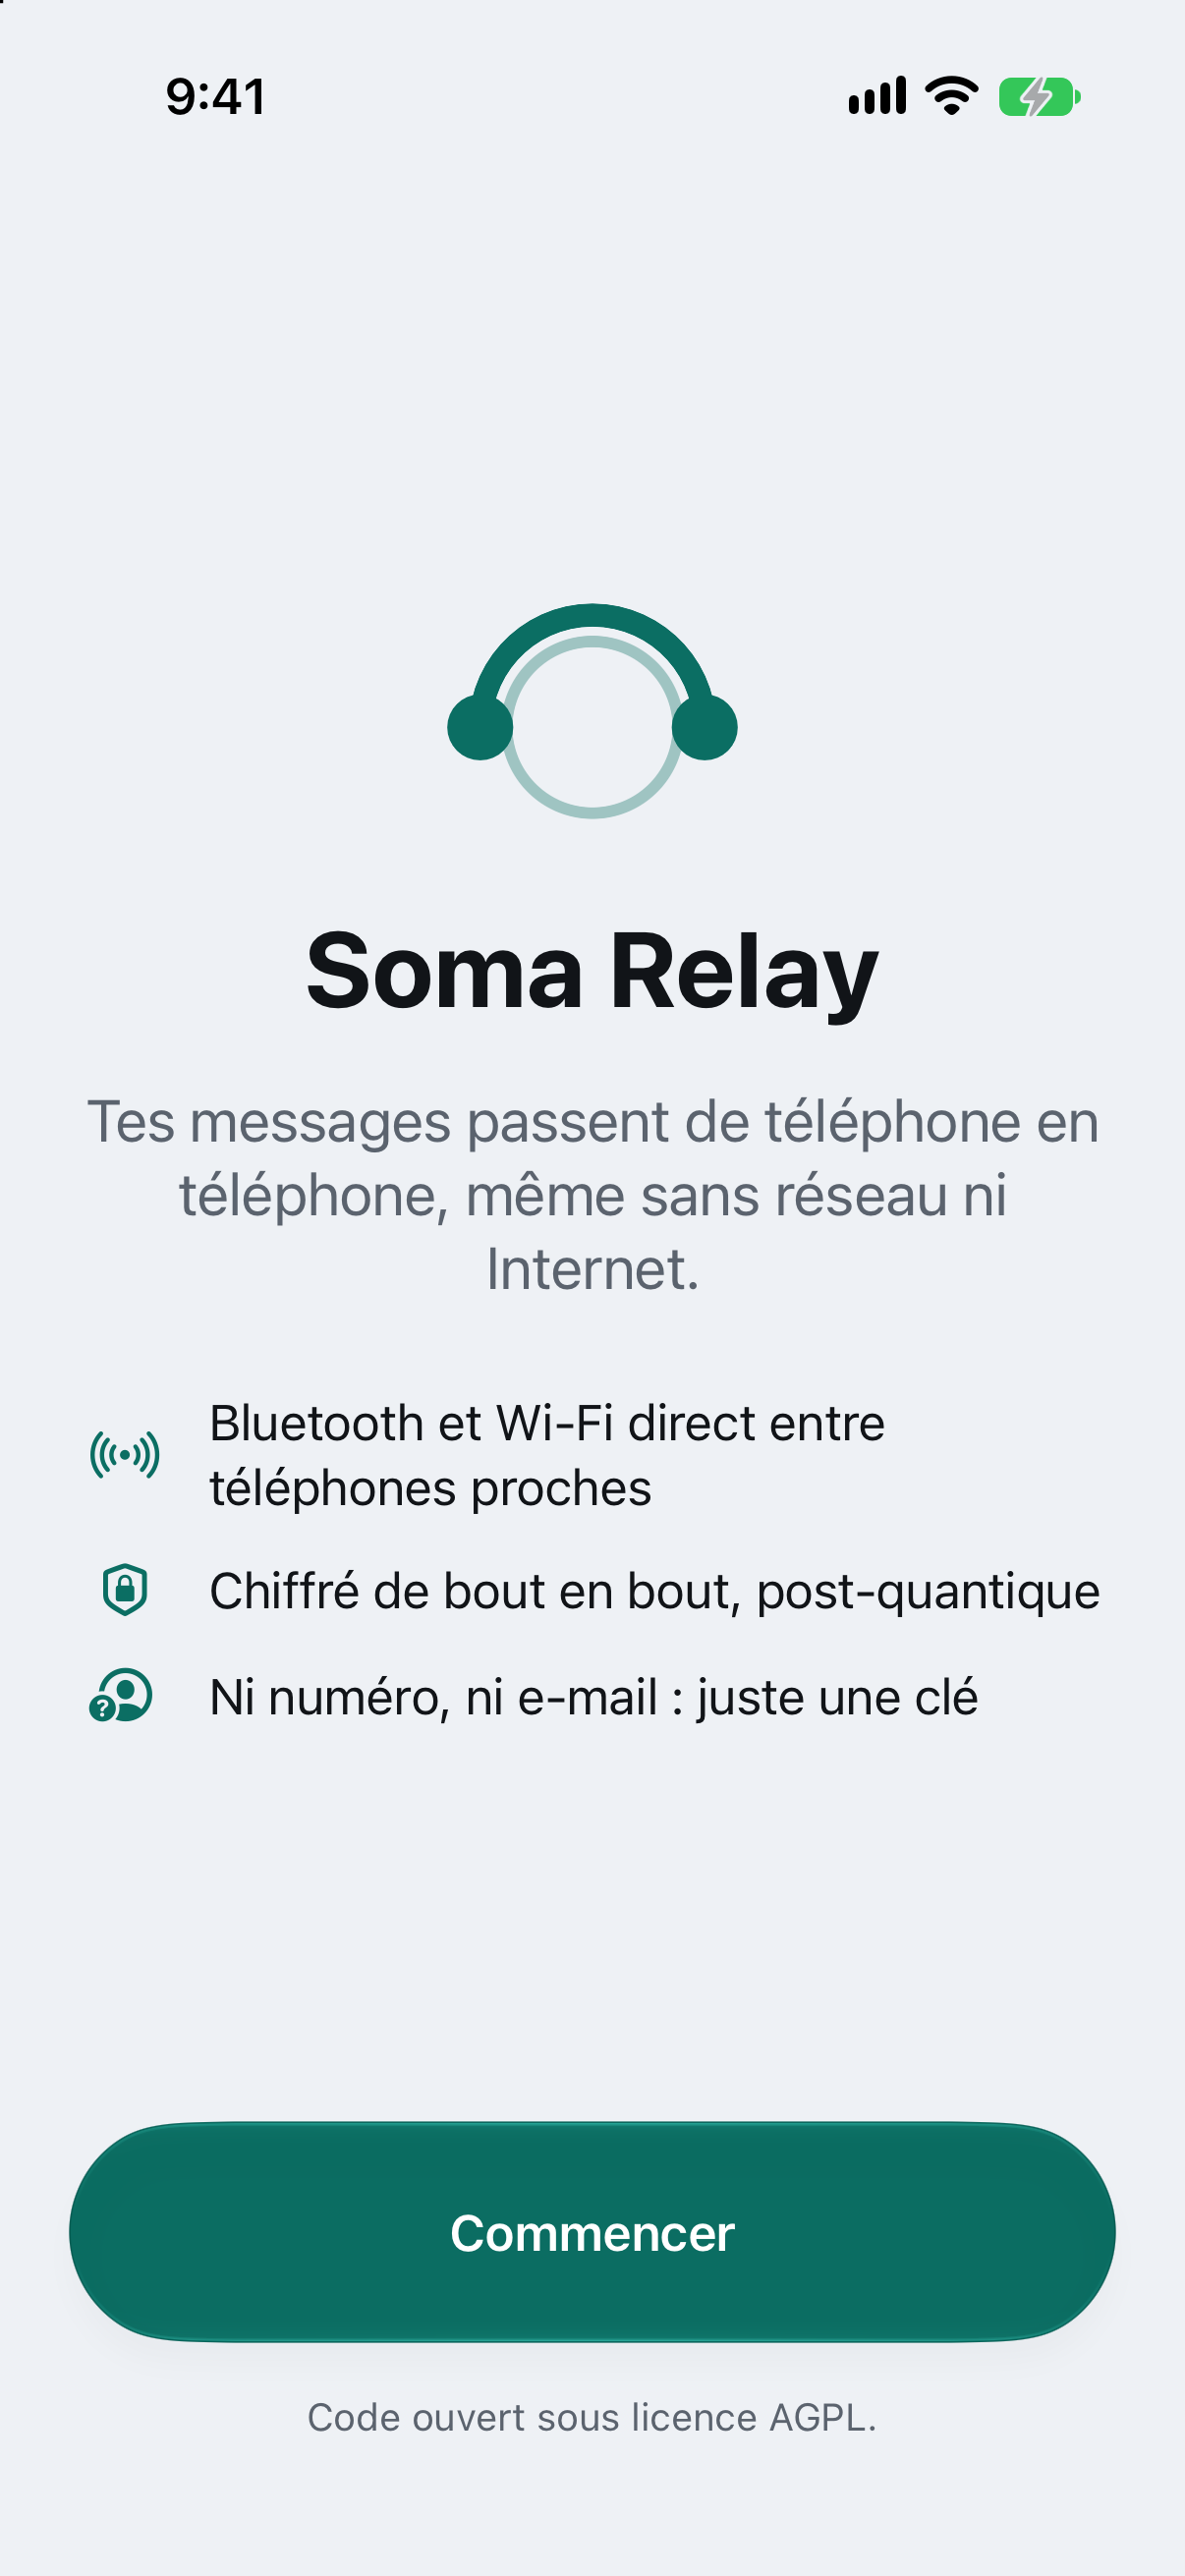 9:41
Soma Relay
Tes messages passent de téléphone en
téléphone, même sans réseau ni
Internet.
Bluetooth et Wi-Fi direct entre
téléphones proches
Chiffré de bout en bout, post-quantique
Ni numéro, ni e-mail : juste une clé
Commencer
Code ouvert sous licence AGPL.